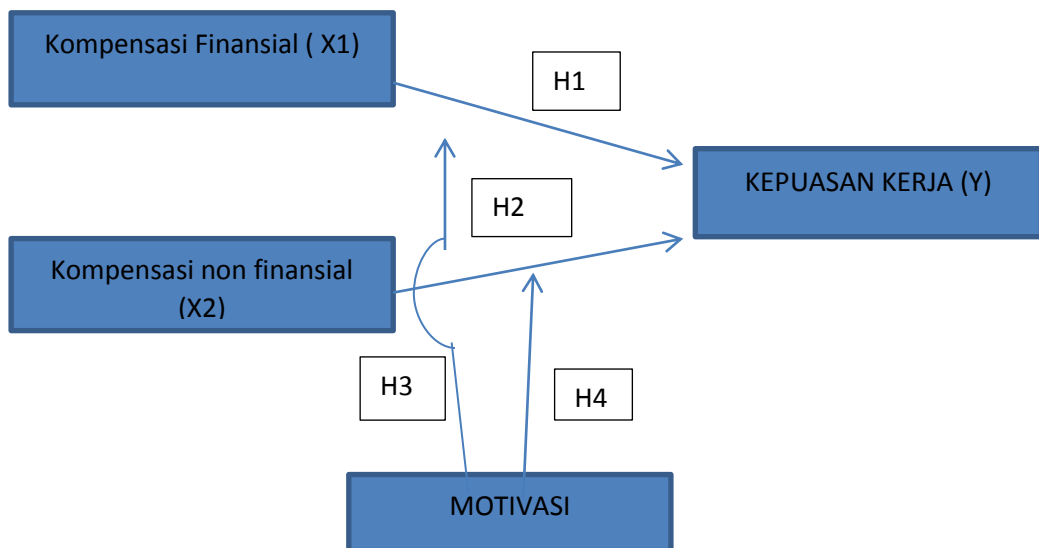 Kompensasi Finansial ( X1)
H1
KEPUASAN KERJA (Y)
H2
Kompensasi non finansial
(X2)
H3
H4
MOTIVASI